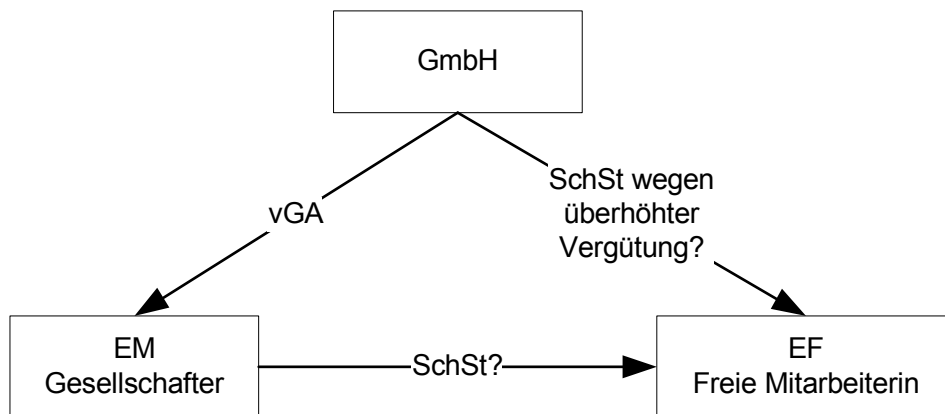 GmbH
SchSt wegen
überhöhter
Vergütung?
vGA
EM
Gesellschafter
SchSt?
EF
Freie Mitarbeiterin